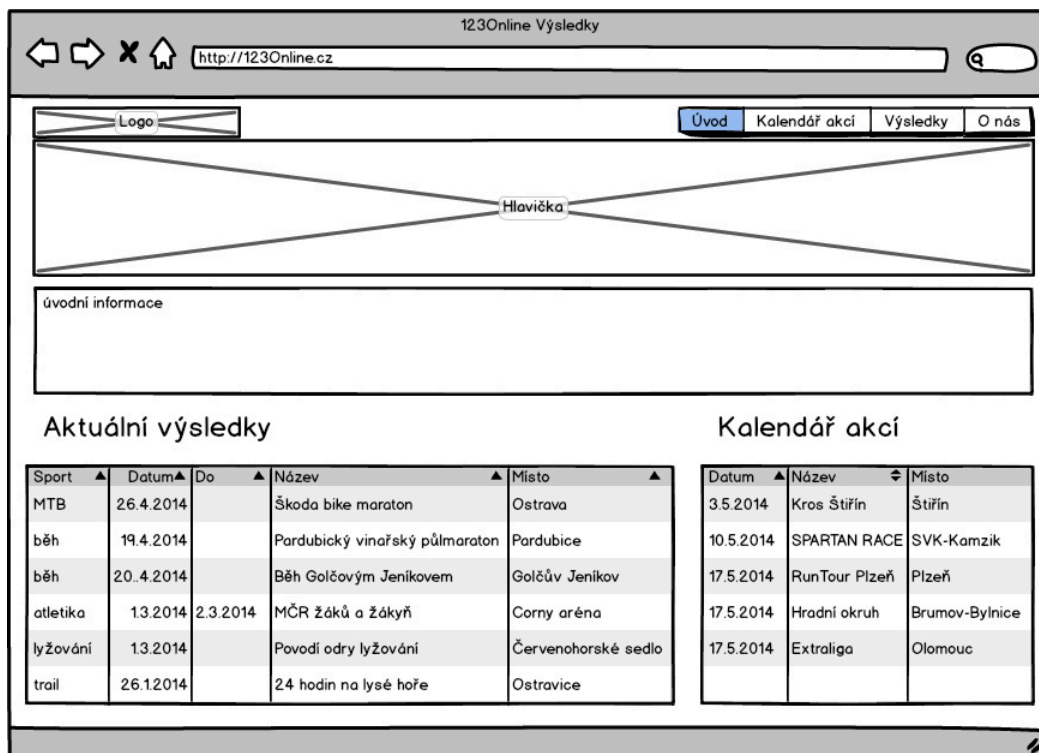 123Online Výsledky
http://123Online.cz
Logo
Úvod Kalendář akcí Výsledky O nás
Hlavička
úvodní informace
Aktuální výsledky
Sport Datum Do Název Místo
MTB 26.4.2014 Škoda bike maraton Ostrava
běh 19.4.2014 Pardubický vinařský půlmaraton Pardubice
běh 20..4.2014 Běh Golčovým Jeníkovem Golčův Jeníkov
atletika 1.3.2014 2.3.2014 MČR žáků a žákyň Corny aréna
lyžování 1.3.2014 Povodí odry lyžování Červenohorské sedlo
trail 26.1.2014 24 hodin na lysé hoře Ostravice
Kalendář akcí
Datum Název Místo
3.5.2014 Kros Štiřín Štiřín
10.5.2014 SPARTAN RACE SVK-Kamzik
17.5.2014 RunTour Plzeň Plzeň
17.5.2014 Hradní okruh Brumov-Bylnice
17.5.2014 Extraliga Olomouc